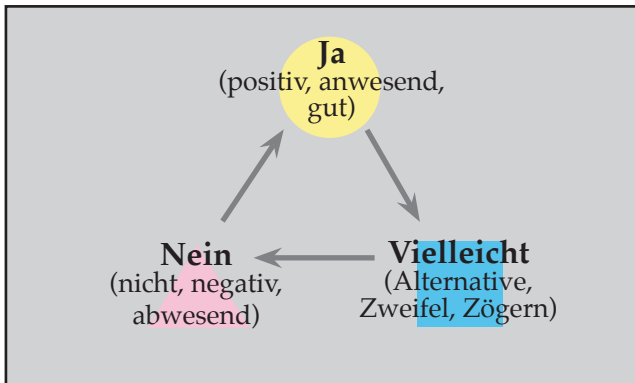 Ja
(positiv, anwesend,
gut)
Nein
(nicht, negativ,
abwesend)
Vielleicht
(Alternative,
Zweifel, Zögern)